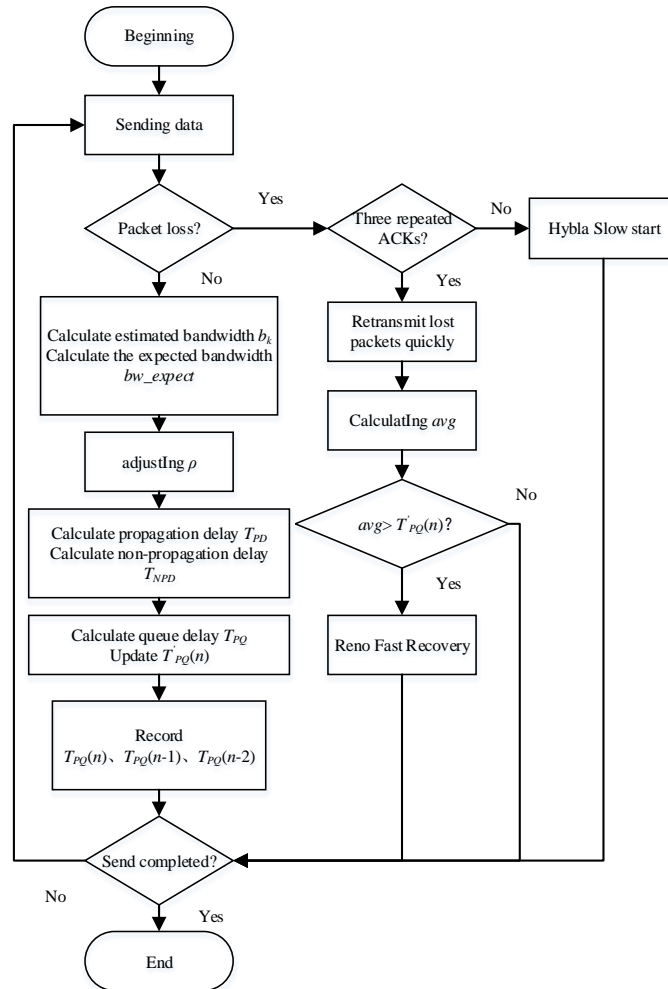 Beginning
Sending data
Packet loss?
Yes
Three repeated
ACKs?
No
Hybla Slow start
No
Yes
Calculate estimated bandwidth b_k
Calculate the expected bandwidth
bw_expect
Retransmit lost
packets quickly
CalculatIng avg
adjustIng ρ
No
avg> T'_PQ(n)?
Calculate propagation delay T_PD
Calculate non-propagation delay
T_NPD
Yes
Calculate queue delay T_PQ
Update T'_PQ(n)
Reno Fast Recovery
Record
T_PQ(n)、T_PQ(n-1)、T_PQ(n-2)
Send completed?
No
Yes
End